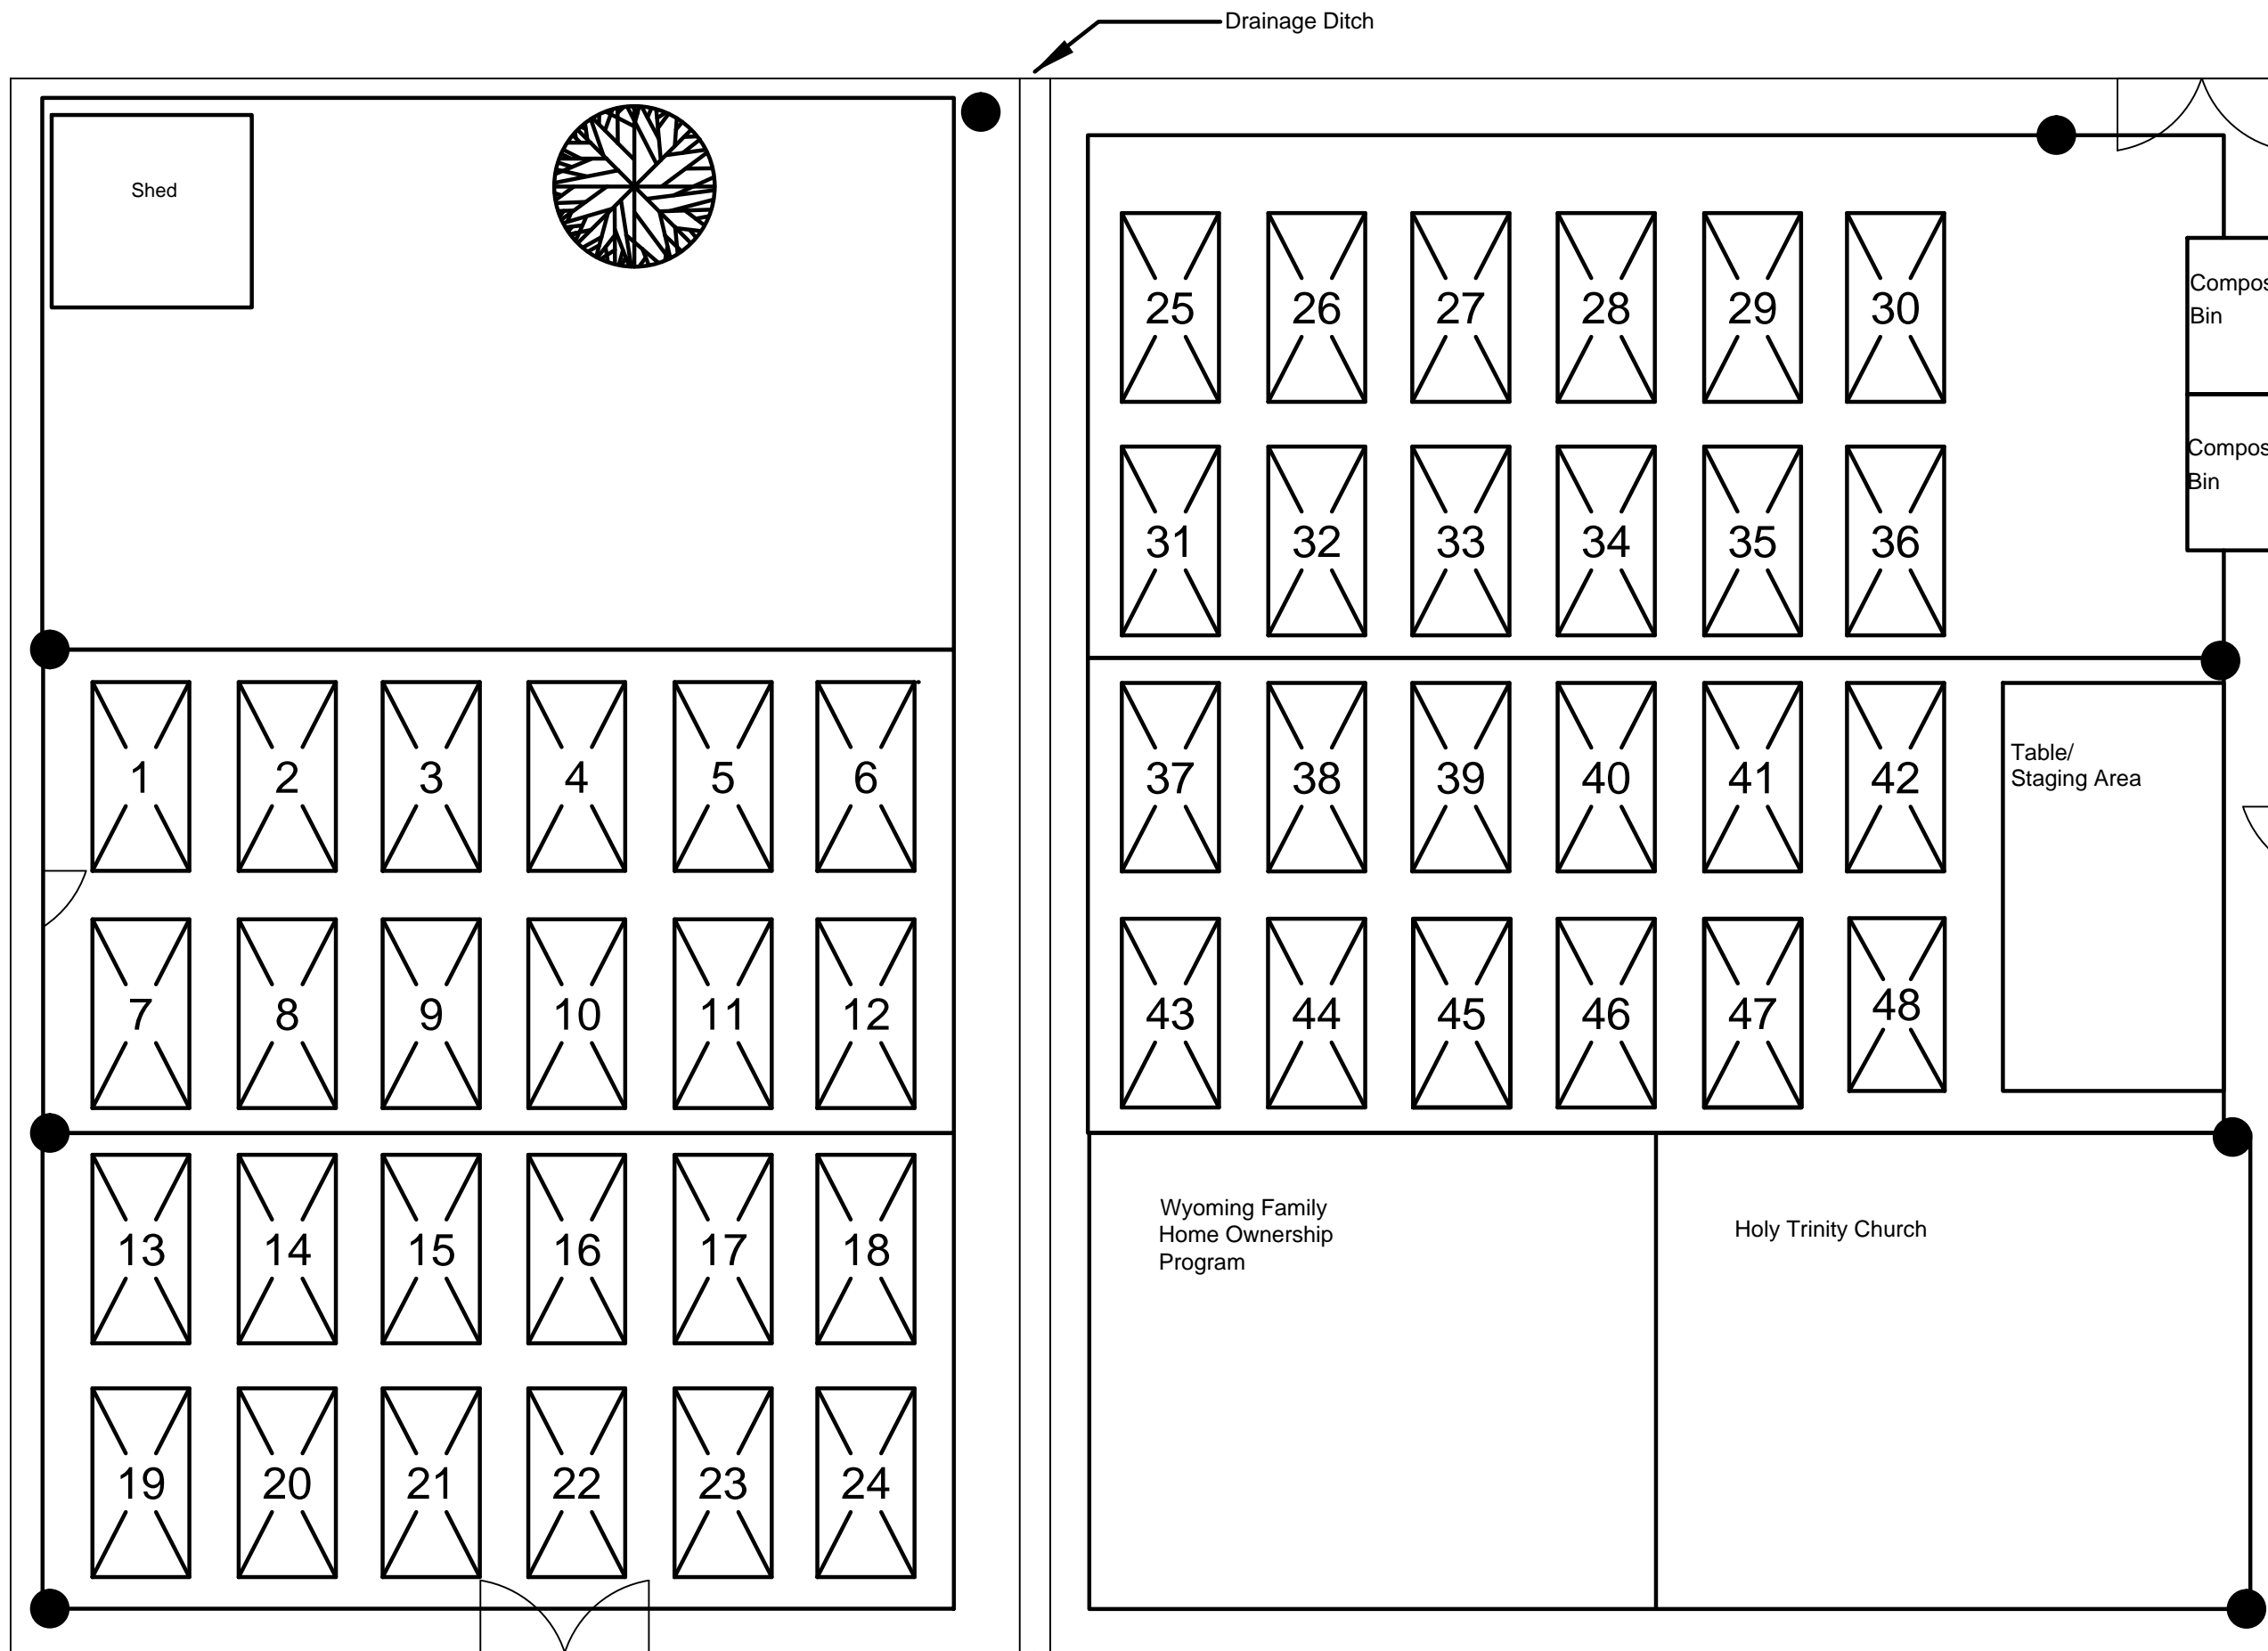 Drainage Ditch
Shed
25 26 27 28 29 30
Compos
Bin
31 32 33 34 35 36
Compos
Bin
1 2 3 4 5 6
37 38 39 40 41 42
Table/
Staging Area
7 8 9 10 11 12
43 44 45 46 47 48
13 14 15 16 17 18
Wyoming Family
Home Ownership
Program
Holy Trinity Church
19 20 21 22 23 24